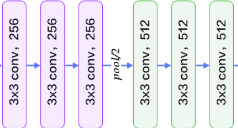 3x3 conv, 256
3x3 conv, 256
3x3 conv, 256
pool/2
3x3 conv, 512
3x3 conv, 512
3x3 conv, 512